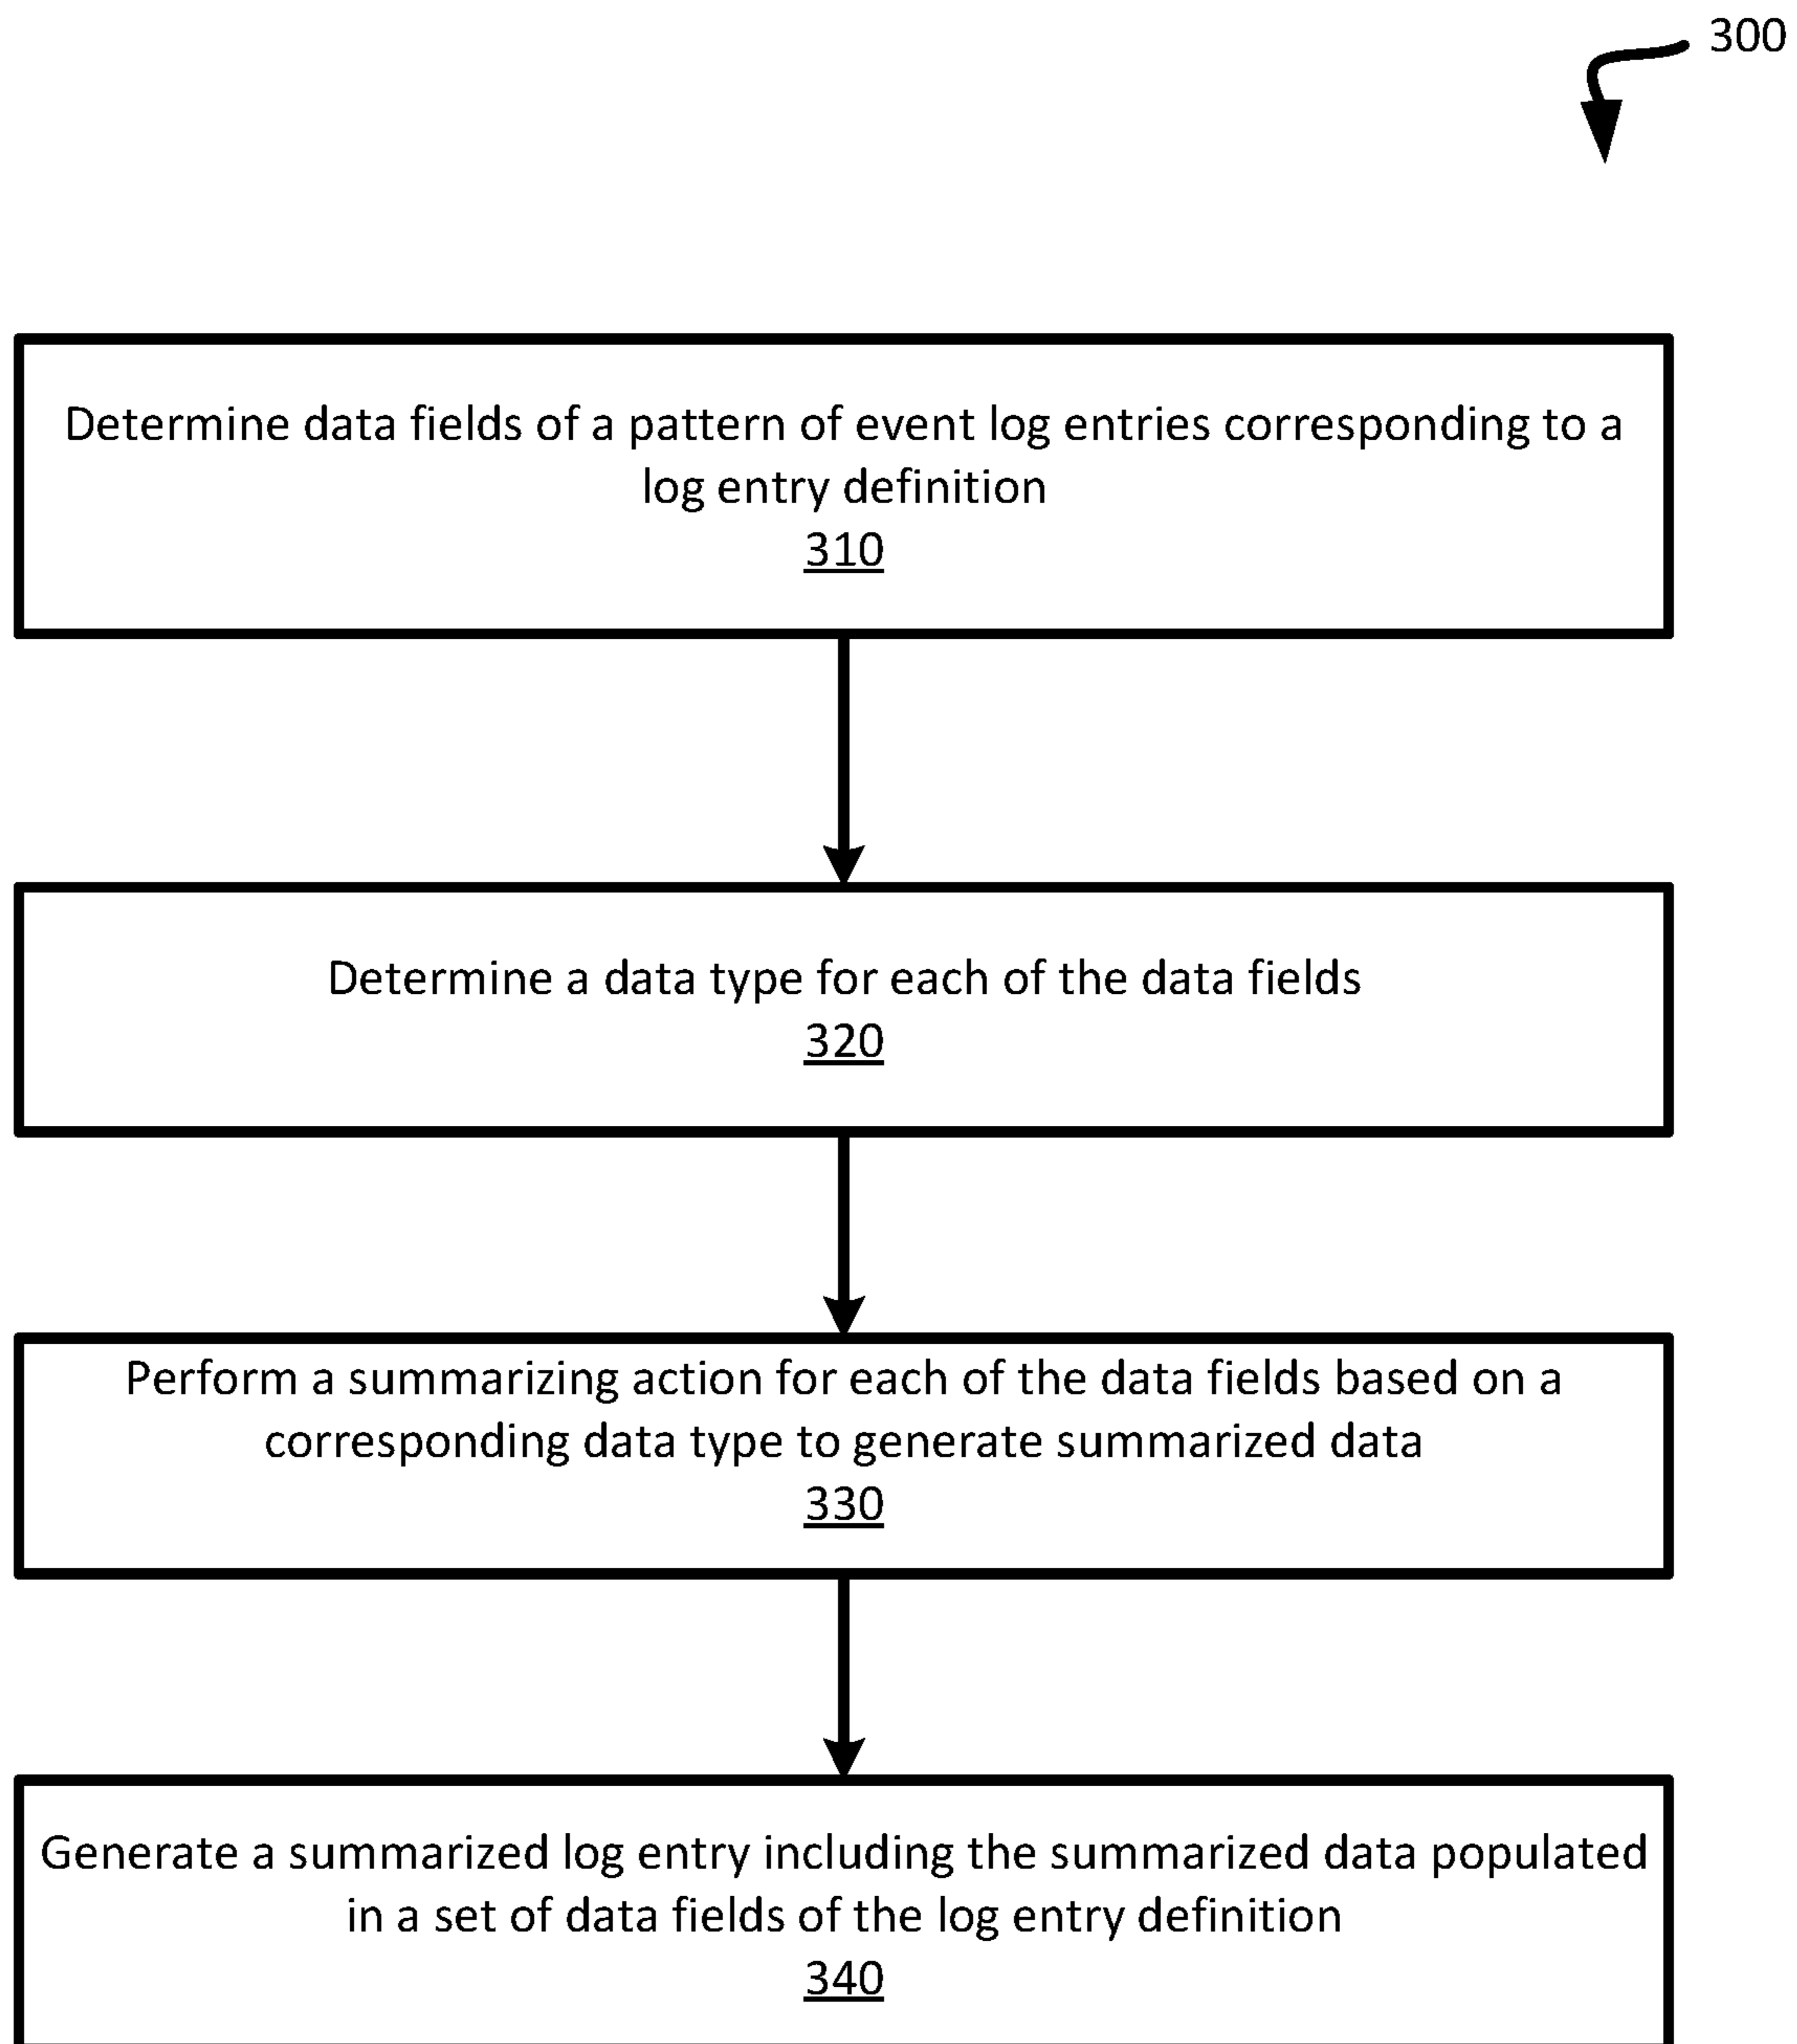 300
Determine data fields of a pattern of event log entries corresponding to a
log entry definition
310
Determine a data type for each of the data fields
320
Perform a summarizing action for each of the data fields based on a
corresponding data type to generate summarized data
330
Generate a summarized log entry including the summarized data populated
in a set of data fields of the log entry definition
340